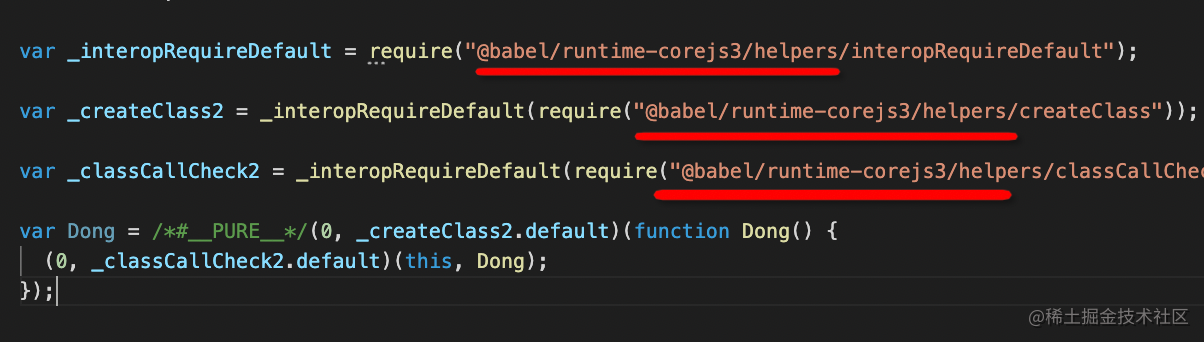 var _interopRequireDefault = require("@babel/runtime-corejs3/helpers/interopRequireDefault");
var _createClass2 = _interopRequireDefault(require("@babel/runtime-corejs3/helpers/createClass"));
var _classCallCheck2 = _interopRequireDefault(require("@babel/runtime-corejs3/helpers/classCallChe
var Dong = /*#__PURE__*/(0, _createClass2.default)(function Dong() {
(0, _classCallCheck2.default)(this, Dong);
});
@稀土掘金技术社区